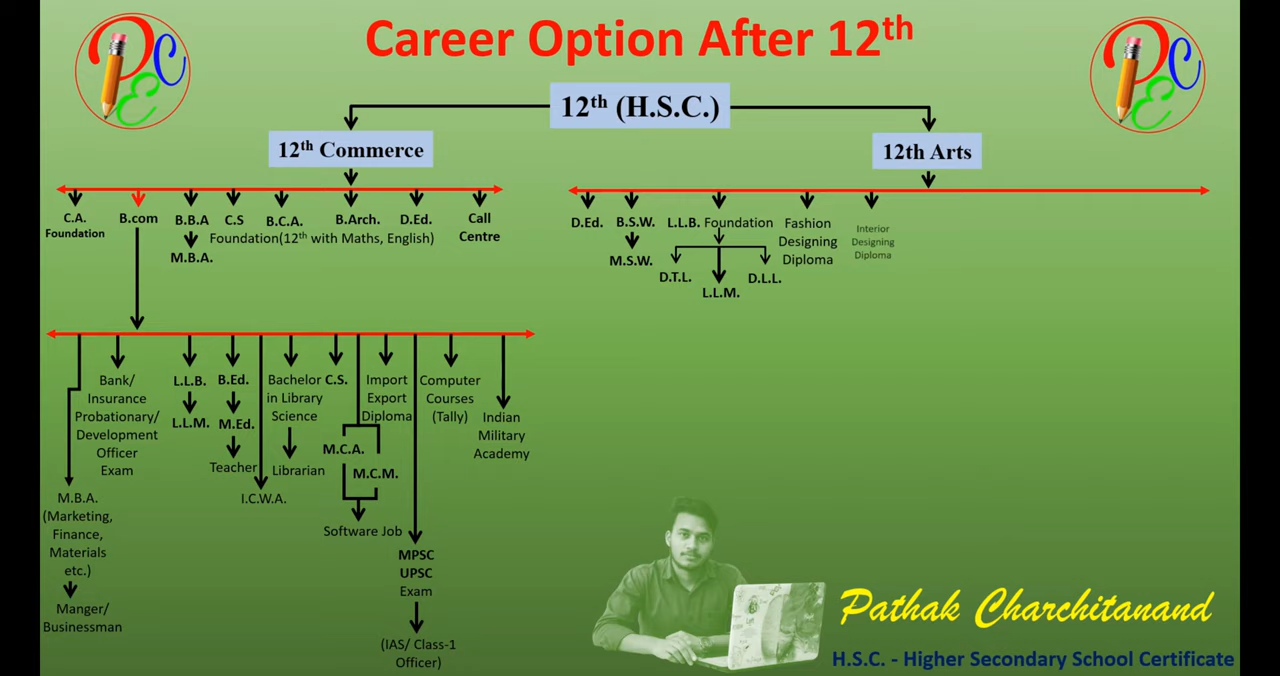 Career Option After 12th
P E C
P E C
12th (H.S.C.)
12th Commerce
12th Arts
C.A.
Foundation
B.com
B.B.A
M.B.A.
C.S
B.C.A.
B.Arch.
D.Ed.
Foundation(12th with Maths, English)
Call
Centre
D.Ed.
B.S.W.
M.S.W.
L.L.B. Foundation
D.T.L.
L.L.M.
D.L.L.
Fashion
Designing
Diploma
Interior
Designing
Diploma
M.B.A.
(Marketing,
Finance,
Materials
etc.)
Manger/
Businessman
Bank/
Insurance
Probationary/
Development
Officer
Exam
L.L.B.
L.L.M.
B.Ed.
M.Ed.
Teacher
I.C.W.A.
Bachelor
in Library
Science
Librarian
C.S.
M.C.A.
M.C.M.
Software Job
Import
Export
Diploma
MPSC
UPSC
Exam
(IAS/ Class-1
Officer)
Computer
Courses
(Tally)
Indian
Military
Academy
Pathak Charchitanand
H.S.C. - Higher Secondary School Certificate